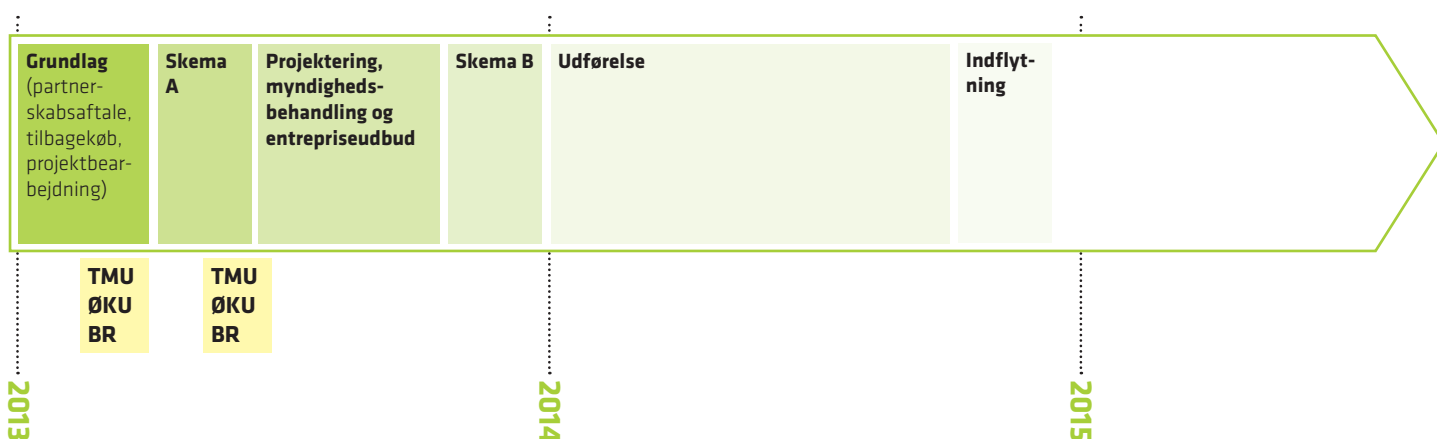 Grundlag
(partner-
skabsaftale,
tilbagekøb,
projektbear-
bejdning)
Skema
A
Projektering,
myndigheds-
behandling og
entrepriseudbud
Skema B
Udførelse
Indflyt-
ning
TMU
ØKU
BR
TMU
ØKU
BR
2013
2014
2015